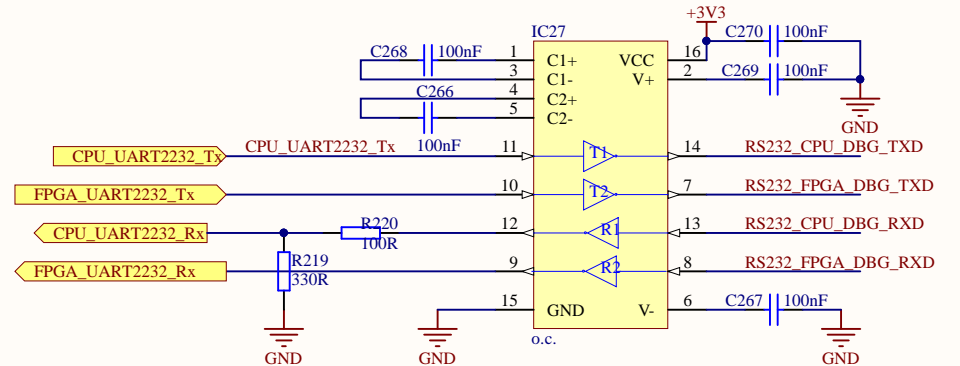 +3V3
IC27
C270 100nF
C268 100nF 1 C1+ VCC 16
3 C1- V+ 2 C269 100nF
C266 4 C2+
5 C2-
100nF
GND
CPU_UART2232_Tx CPU_UART2232_Tx 11 T1 14 RS232_CPU_DBG_TXD
FPGA_UART2232_Tx 10 T2 7 RS232_FPGA_DBG_TXD
CPU_UART2232_Rx R220 100R 12 R1 13 RS232_CPU_DBG_RXD
FPGA_UART2232_Rx R219 330R 9 R2 8 RS232_FPGA_DBG_RXD
15 GND V- 6 C267 100nF
o.c.
GND GND GND